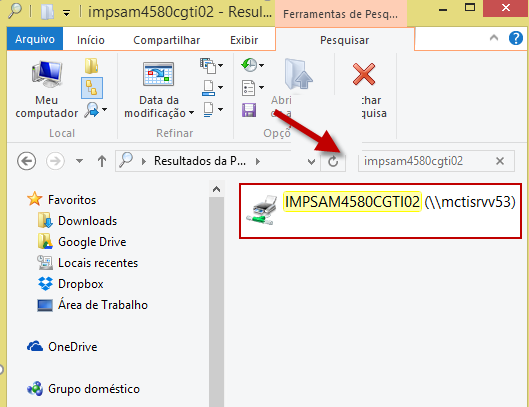 impsam4580cgti02 - Resul...
Ferramentas de Pesq...
Arquivo
Início
Compartilhar
Exibir
Pesquisar
Meu
computador
Data da
modificação
Abri
a
char
quisa
Local
Refinar
Opçõ
Resultados da P...
impsam4580cgti02
Favoritos
Downloads
Google Drive
Locais recentes
Dropbox
Área de Trabalho
OneDrive
Grupo doméstico
IMPSAM4580CGTI02 (\\mctisrvv53)